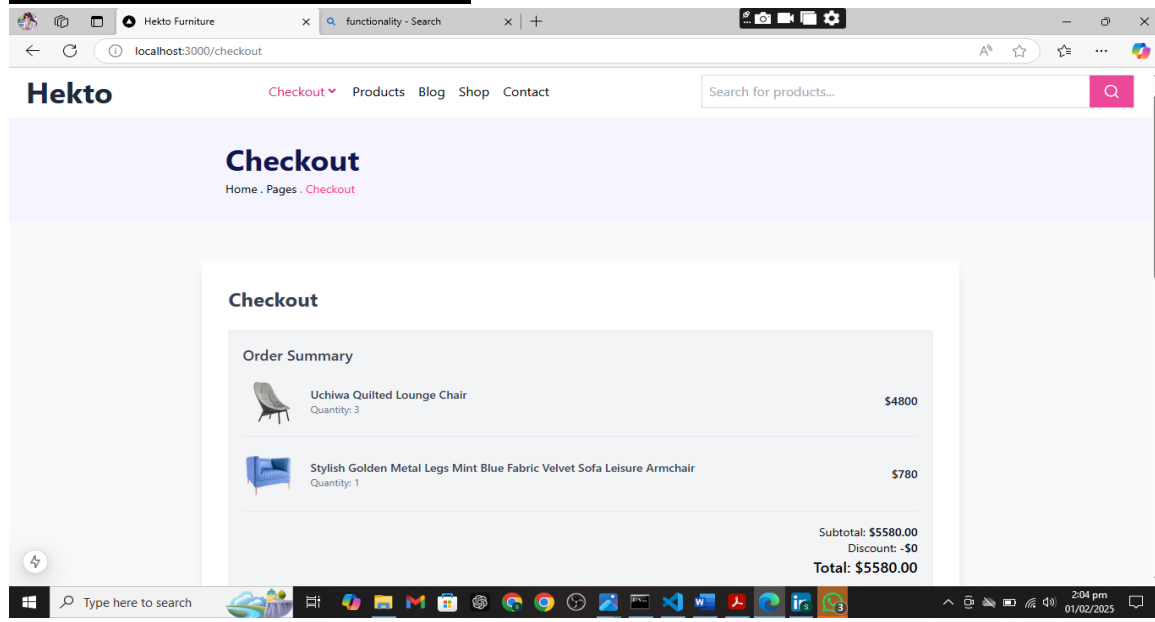 Hekto Furniture
functionality - Search
localhost:3000/checkout
Hekto
Checkout Products Blog Shop Contact
Search for products...
Checkout
Home . Pages . Checkout
Checkout
Order Summary
Uchiwa Quilted Lounge Chair
Quantity: 3
$4800
Stylish Golden Metal Legs Mint Blue Fabric Velvet Sofa Leisure Armchair
Quantity: 1
$780
Subtotal: $5580.00
Discount: -$0
Total: $5580.00
Type here to search
2:04 pm
01/02/2025